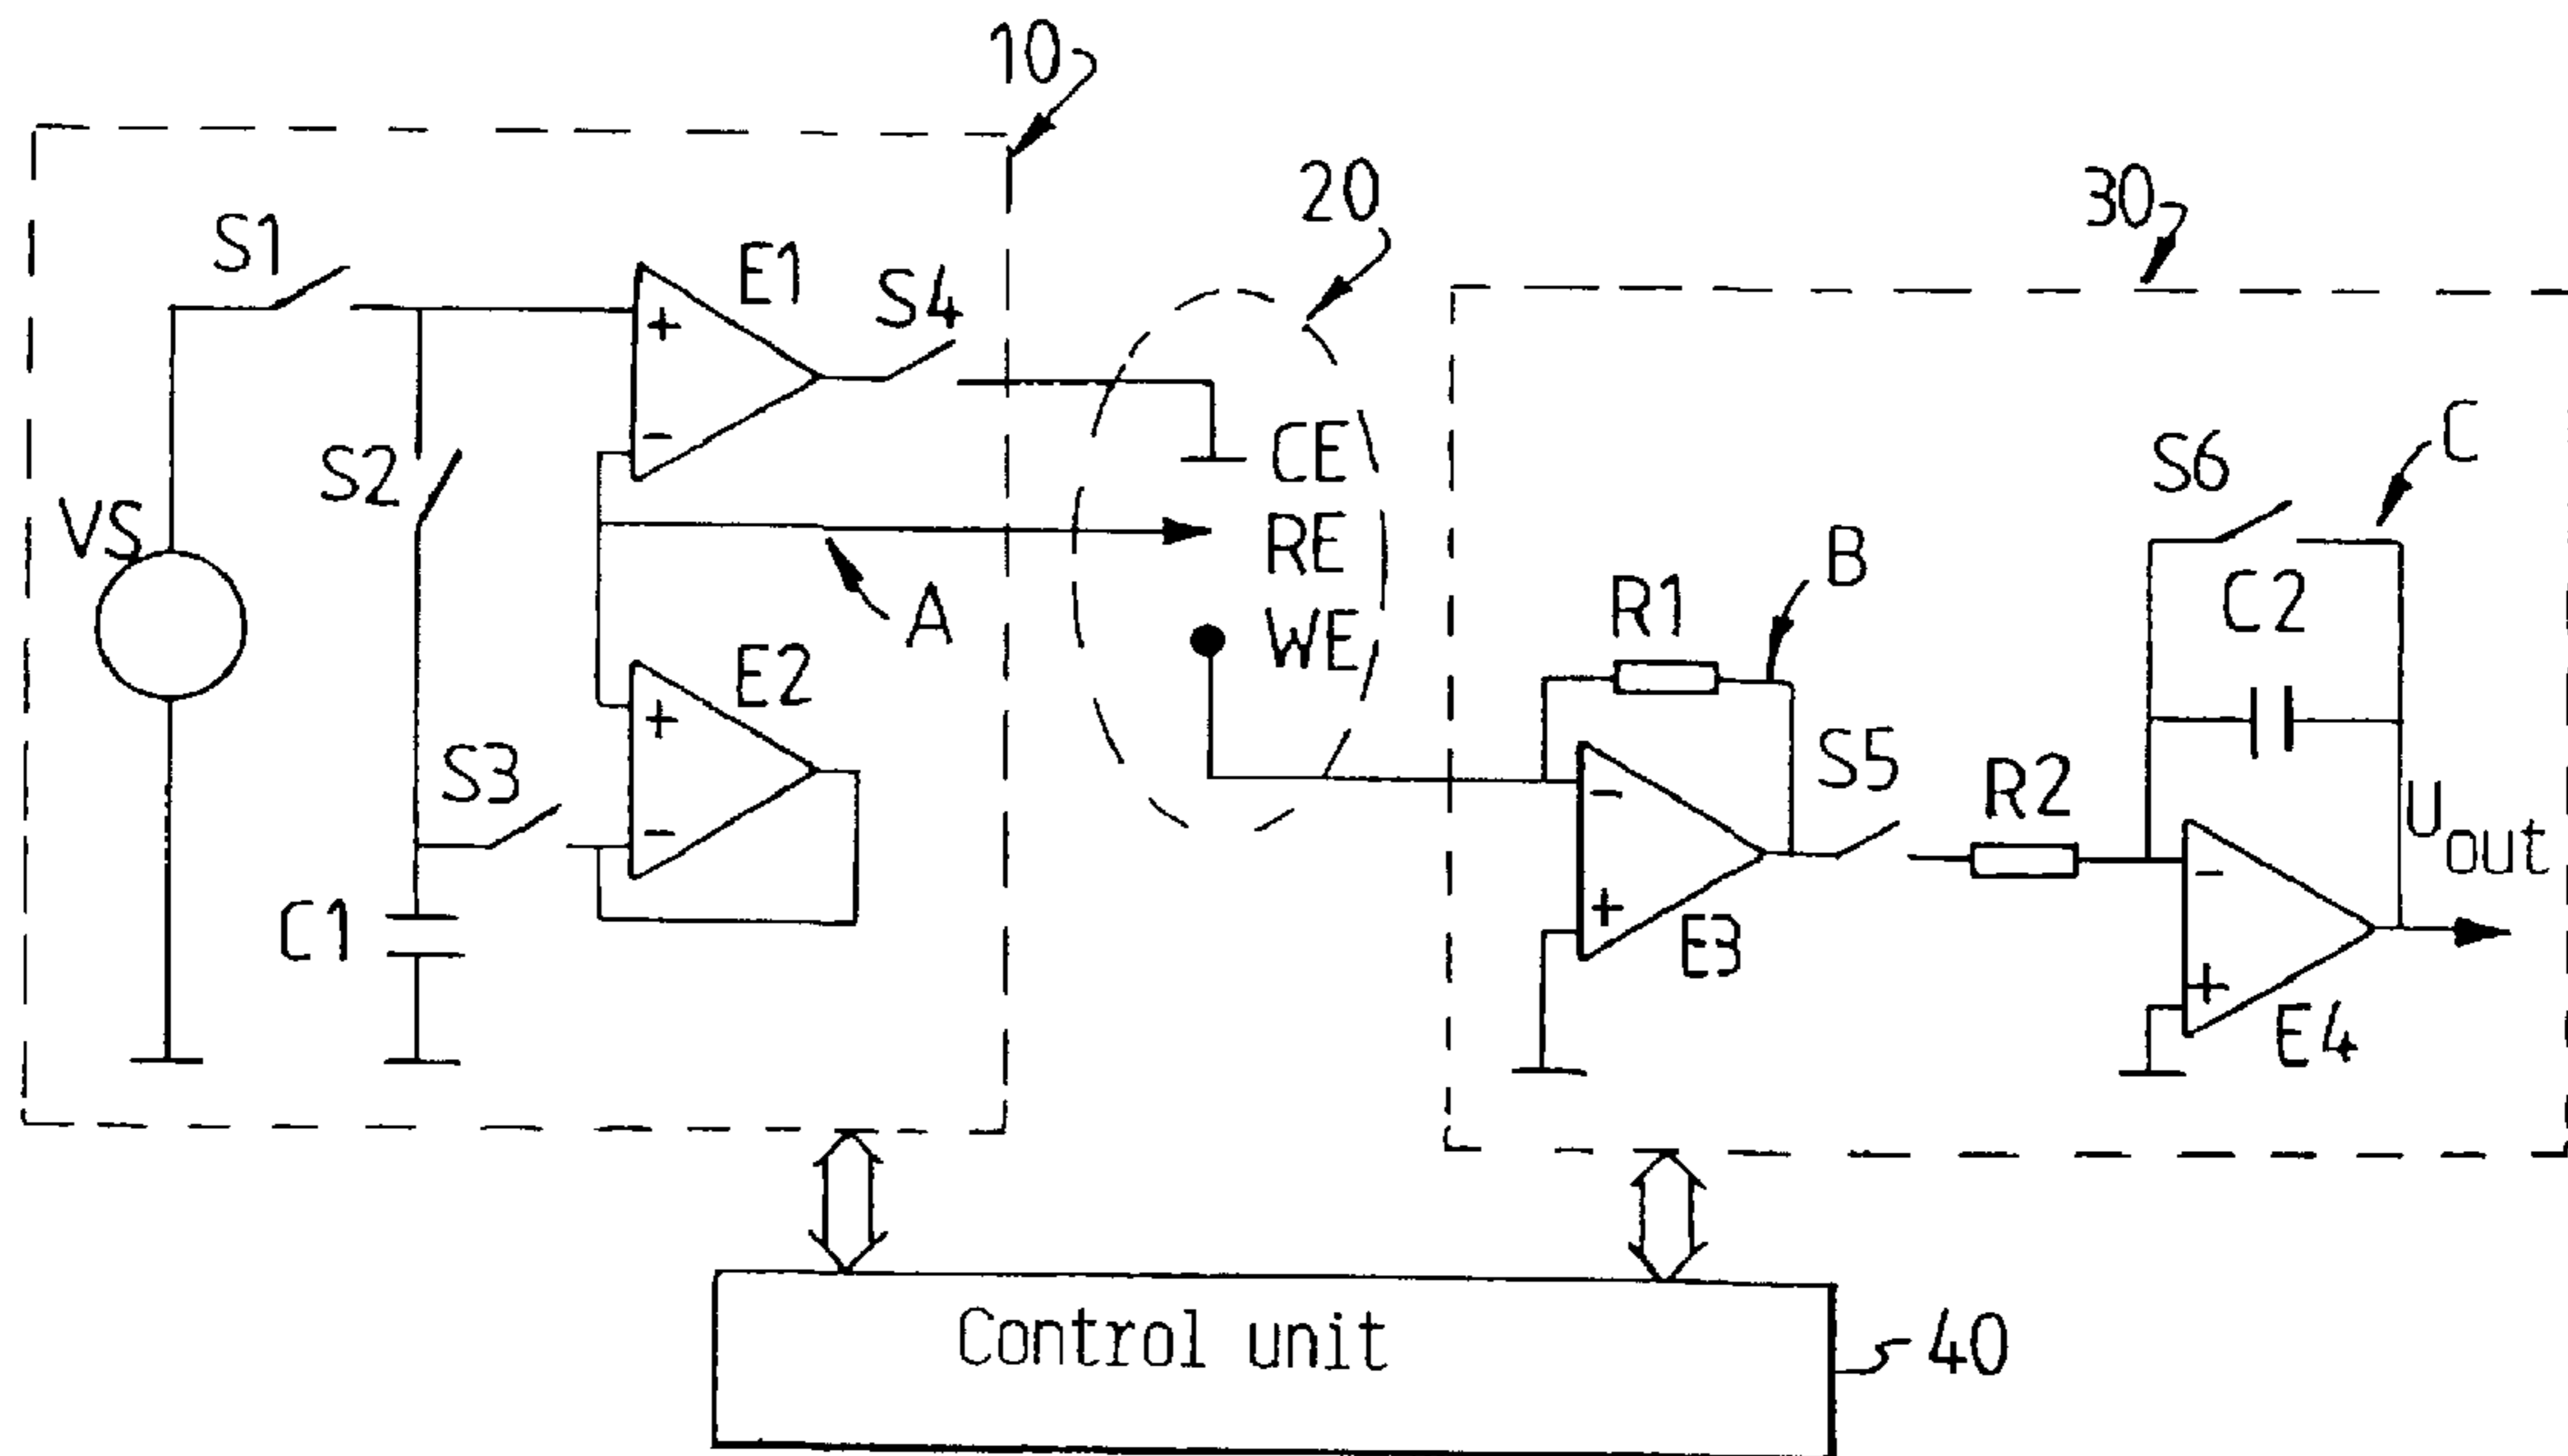 10
20
30
S1
E1
S4
S2
CE
S6
C
VS
RE
A
B
R1
C2
WE
E2
S3
S5
R2
Uout
C1
E3
E4
+
-
+
-
-
+
-
+
Control unit
40